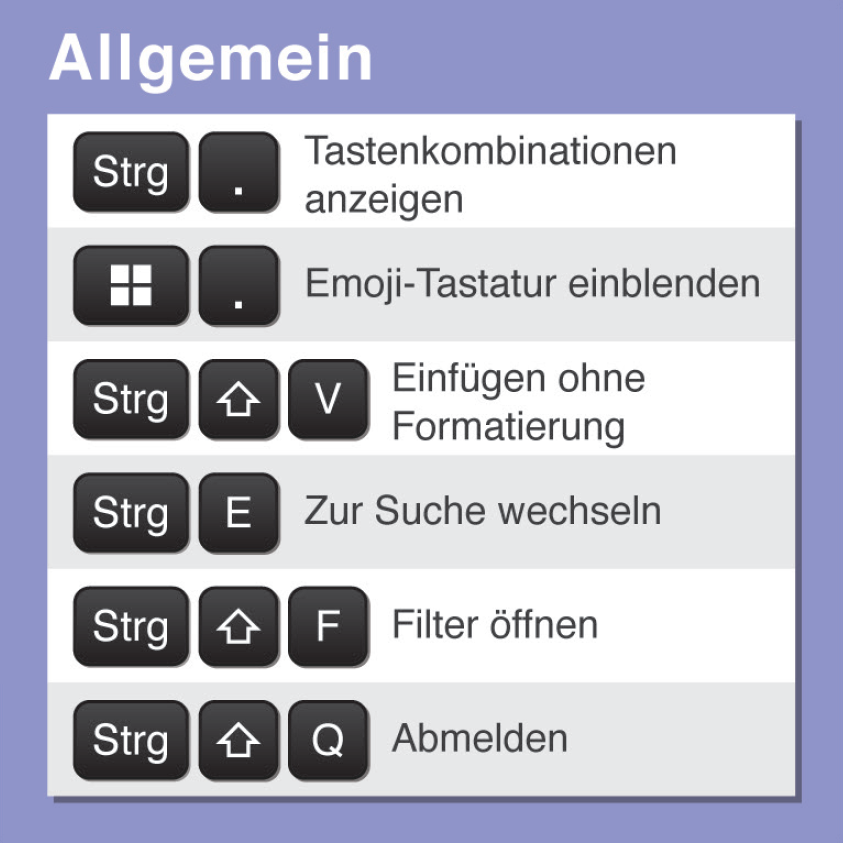 Allgemein
Strg . Tastenkombinationen
anzeigen
. Emoji-Tastatur einblenden
Strg V Einfügen ohne
Formatierung
Strg E Zur Suche wechseln
Strg F Filter öffnen
Strg Q Abmelden